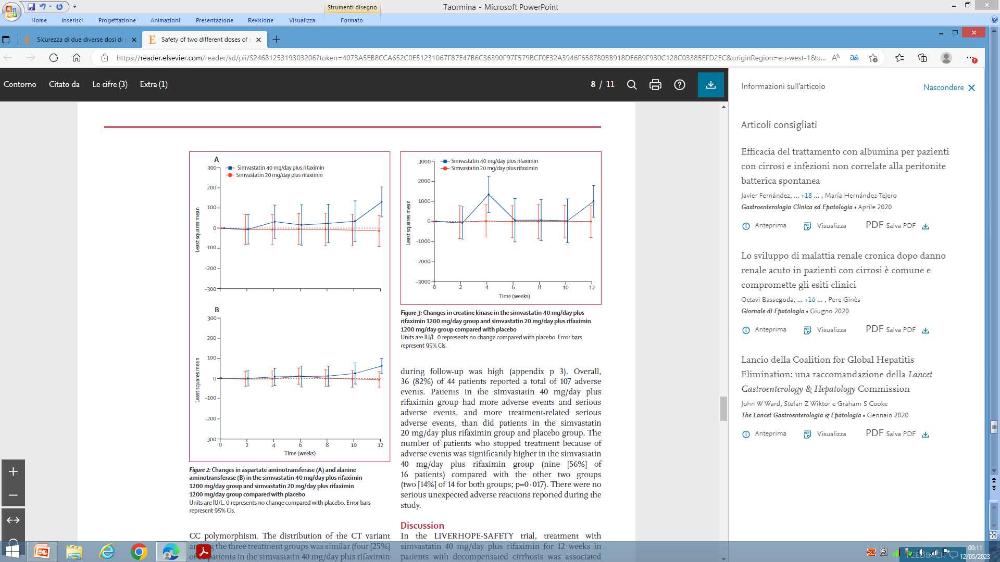 Strumenti disegno
Taormina - Microsoft PowerPoint
Home Inserisci Progettazione Animazioni Presentazione Revisione Visualizza Formato
Sicurezza di due diverse dosi di s
Safety of two different doses of s
https://reader.elsevier.com/reader/sd/pii/S2468125319303206?token=4073A5EB8CCA652C0E51231067F87E47B6C36390F97F579BCF0E32A3946F658780BB918DE6B9F930C128C03385EFD2EC&originRegion=eu-west-1&o...
Contorno Citato da Le cifre (3) Extra (1) 8 / 11
A
300
200
100
0
–100
–200
–300
Least squares mean
Simvastatin 40 mg/day plus rifaximin
Simvastatin 20 mg/day plus rifaximin
B
300
200
100
0
–100
–200
–300
Least squares mean
0 2 4 6 8 10 12
Time (weeks)
Figure 2: Changes in aspartate aminotransferase (A) and alanine
aminotransferase (B) in the simvastatin 40 mg/day plus rifaximin
1200 mg/day group and simvastatin 20 mg/day plus rifaximin
1200 mg/day group compared with placebo
Units are IU/L. 0 represents no change compared with placebo. Error bars
represent 95% CIs.
CC polymorphism. The distribution of the CT variant
among the three treatment groups was similar (four [25%]
patients in the simvastatin 40 mg/day plus rifaximin
3000
2000
1000
0
–1000
–2000
–3000
Least squares mean
Simvastatin 40 mg/day plus rifaximin
Simvastatin 20 mg/day plus rifaximin
0 2 4 6 8 10 12
Time (weeks)
Figure 3: Changes in creatine kinase in the simvastatin 40 mg/day plus
rifaximin 1200 mg/day group and simvastatin 20 mg/day plus rifaximin
1200 mg/day group compared with placebo
Units are IU/L. 0 represents no change compared with placebo. Error bars
represent 95% CIs.
during follow-up was high (appendix p 3). Overall,
36 (82%) of 44 patients reported a total of 107 adverse
events. Patients in the simvastatin 40 mg/day plus
rifaximin group had more adverse events and serious
adverse events, and more treatment-related serious
adverse events, than did patients in the simvastatin
20 mg/day plus rifaximin group and placebo group. The
number of patients who stopped treatment because of
adverse events was significantly higher in the simvastatin
40 mg/day plus rifaximin group (nine [56%] of
16 patients) compared with the other two groups
(two [14%] of 14 for both groups; p=0·017). There were no
serious unexpected adverse reactions reported during the
study.
Discussion
In the LIVERHOPE-SAFETY trial, treatment with
simvastatin 40 mg/day plus rifaximin for 12 weeks in
patients with decompensated cirrhosis was associated
Informazioni sull'articolo
Nascondere
Articoli consigliati
Efficacia del trattamento con albumina per pazienti
con cirrosi e infezioni non correlate alla peritonite
batterica spontanea
Javier Fernández, ... +18 ... , María Hernández-Tejero
Gastroenterologia Clinica ed Epatologia • Aprile 2020
Anteprima Visualizza PDF Salva PDF
Lo sviluppo di malattia renale cronica dopo danno
renale acuto in pazienti con cirrosi è comune e
compromette gli esiti clinici
Octavi Bassegoda, ... +16 ... , Pere Ginès
Giornale di Epatologia • Giugno 2020
Anteprima Visualizza PDF Salva PDF
Lancio della Coalition for Global Hepatitis
Elimination: una raccomandazione della Lancet
Gastroenterology & Hepatology Commission
John W Ward, Stefan Z Wiktor e Graham S Cooke
The Lancet Gastroenterologia & Epatologia • Gennaio 2020
Anteprima Visualizza PDF Salva PDF
FEEDBACK
00:11
12/05/2023